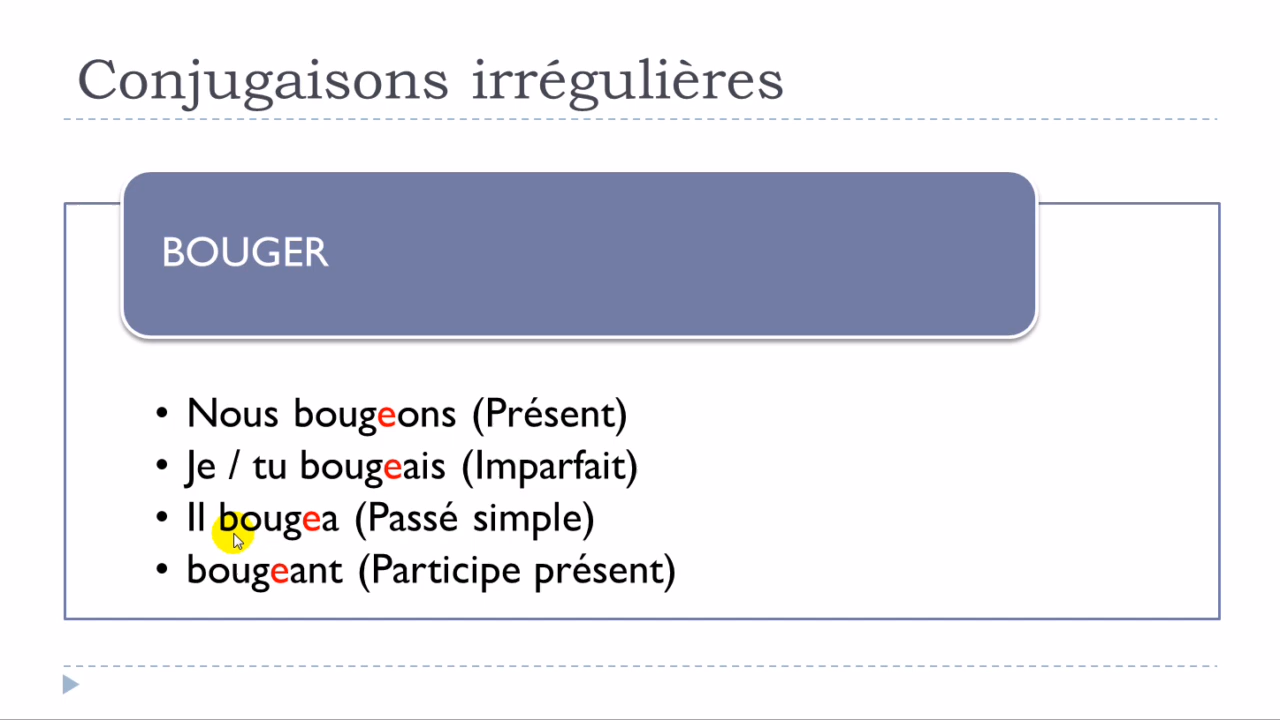 Conjugaisons irrégulières
BOUGER
• Nous bougeons (Présent)
• Je / tu bougeais (Imparfait)
• Il bougea (Passé simple)
• bougeant (Participe présent)